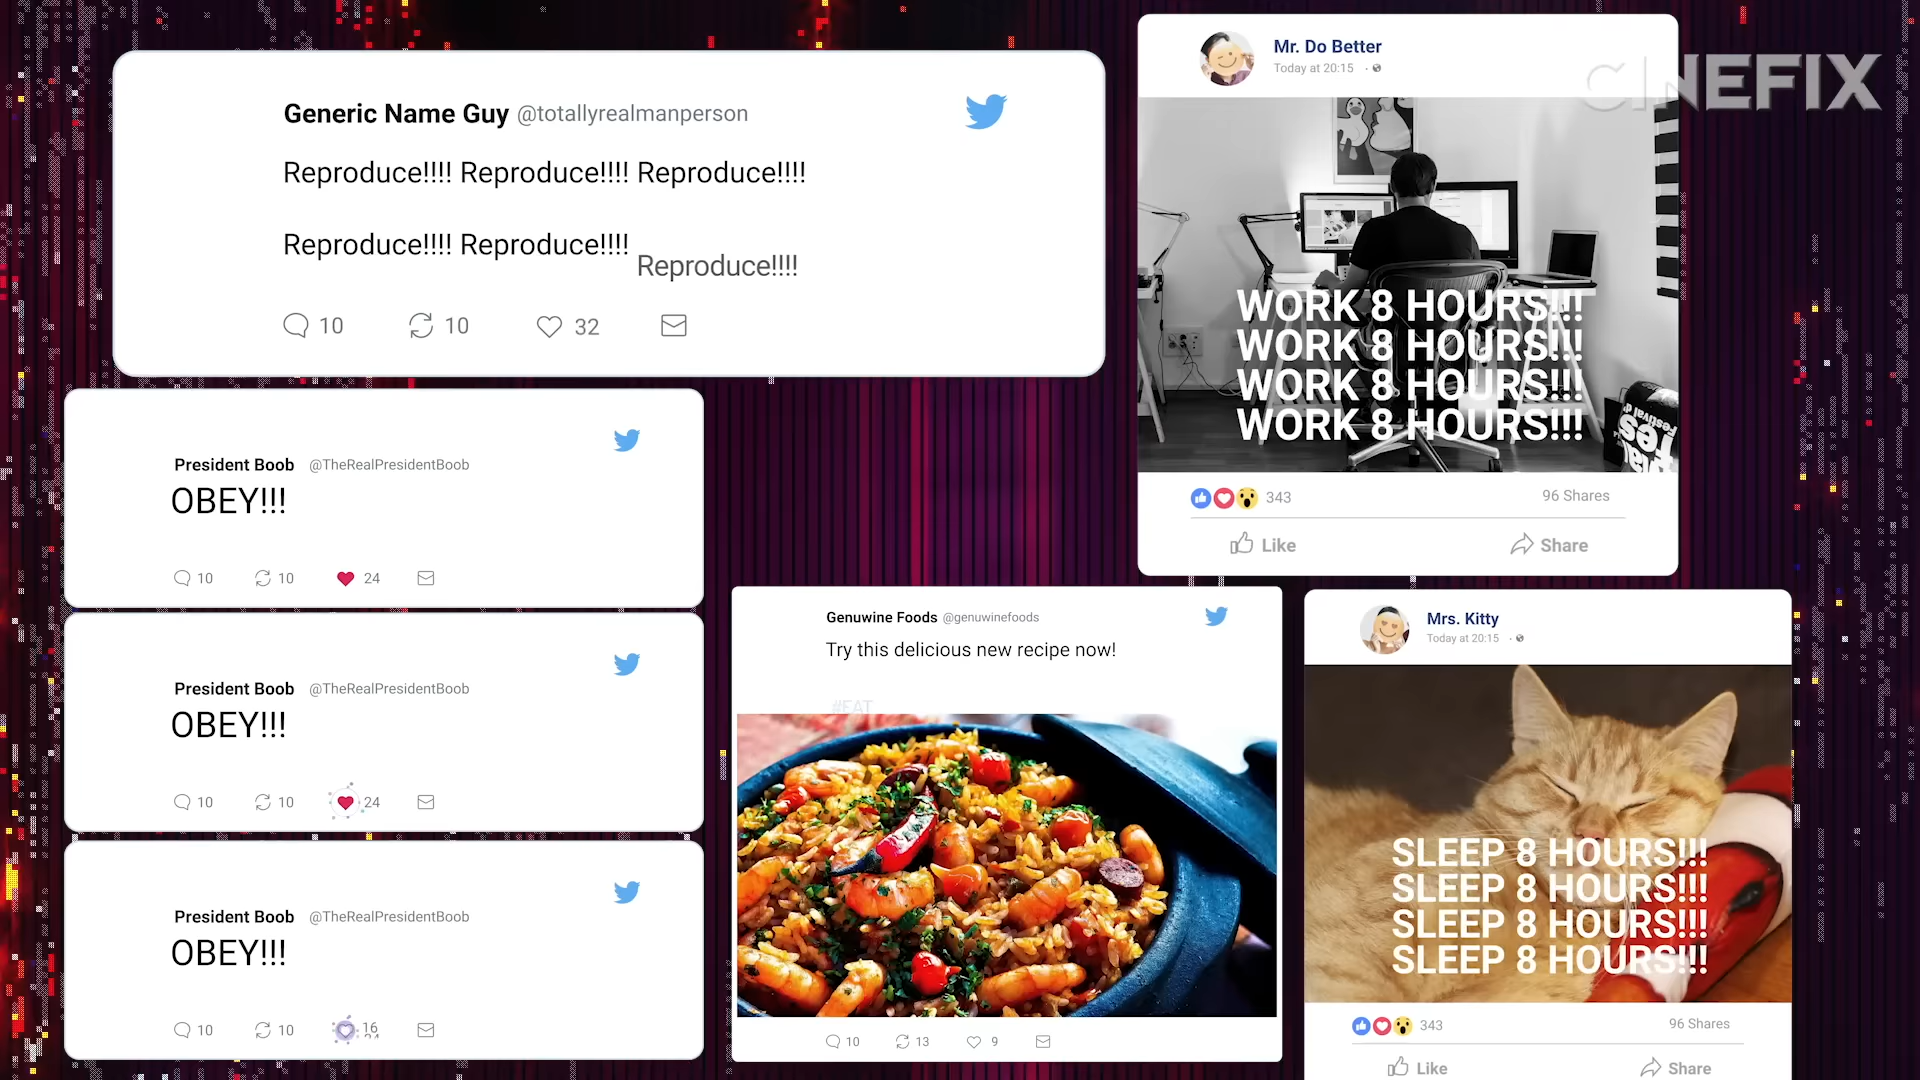 Generic Name Guy @totallyrealmanperson
Reproduce!!!! Reproduce!!!! Reproduce!!!!
Reproduce!!!! Reproduce!!!! Reproduce!!!!
10 10 32
President Boob @TheRealPresidentBoob
OBEY!!!
10 10 24
President Boob @TheRealPresidentBoob
OBEY!!!
10 10 24
President Boob @TheRealPresidentBoob
OBEY!!!
10 10 16
24
Mr. Do Better
Today at 20:15
CINEFIX
WORK 8 HOURS!!!
WORK 8 HOURS!!!
WORK 8 HOURS!!!
WORK 8 HOURS!!!
343 96 Shares
Like Share
Genuwine Foods @genuwinefoods
Try this delicious new recipe now!
#EAT
10 13 9
Mrs. Kitty
Today at 20:15
SLEEP 8 HOURS!!!
SLEEP 8 HOURS!!!
SLEEP 8 HOURS!!!
SLEEP 8 HOURS!!!
343 96 Shares
Like Share